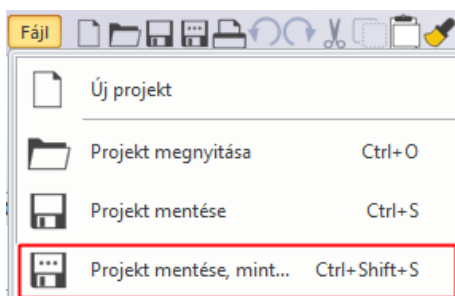 Fájl
Új projekt
Projekt megnyitása Ctrl+O
Projekt mentése Ctrl+S
Projekt mentése, mint... Ctrl+Shift+S